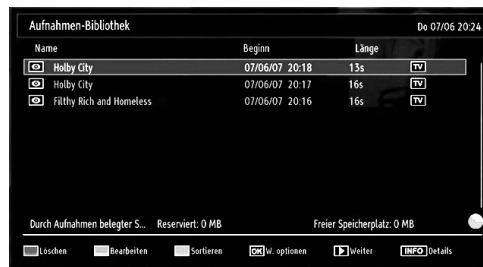 Aufnahmen-Bibliothek Do 07/06 20:24
Name Beginn Länge
Holby City 07/06/07 20:18 13s TV
Holby City 07/06/07 20:17 16s TV
Filthy Rich and Homeless 07/06/07 20:16 16s TV
Durch Aufnahmen belegter S... Reserviert: 0 MB Freier Speicherplatz: 0 MB
Löschen Bearbeiten Sortieren OK W. optionen Weiter INFO Details